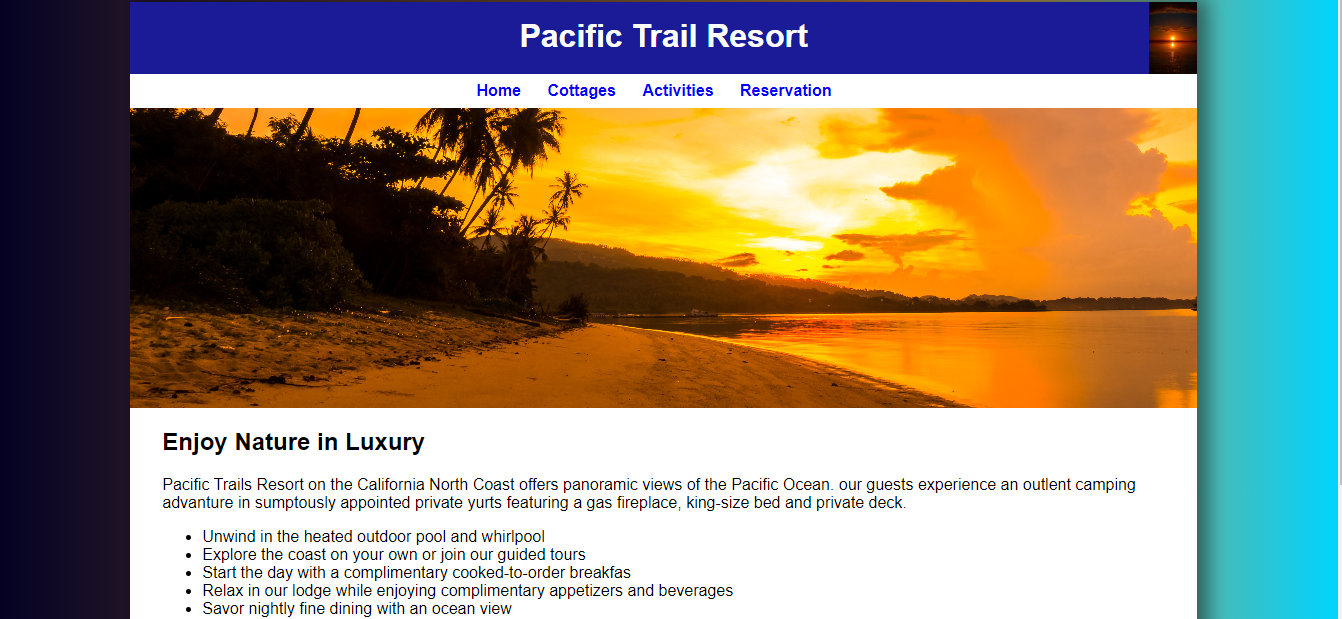 Pacific Trail Resort
Home Cottages Activities Reservation
Enjoy Nature in Luxury
Pacific Trails Resort on the California North Coast offers panoramic views of the Pacific Ocean. our guests experience an outlent camping
advanture in sumptously appointed private yurts featuring a gas fireplace, king-size bed and private deck.
• Unwind in the heated outdoor pool and whirlpool
• Explore the coast on your own or join our guided tours
• Start the day with a complimentary cooked-to-order breakfas
• Relax in our lodge while enjoying complimentary appetizers and beverages
• Savor nightly fine dining with an ocean view